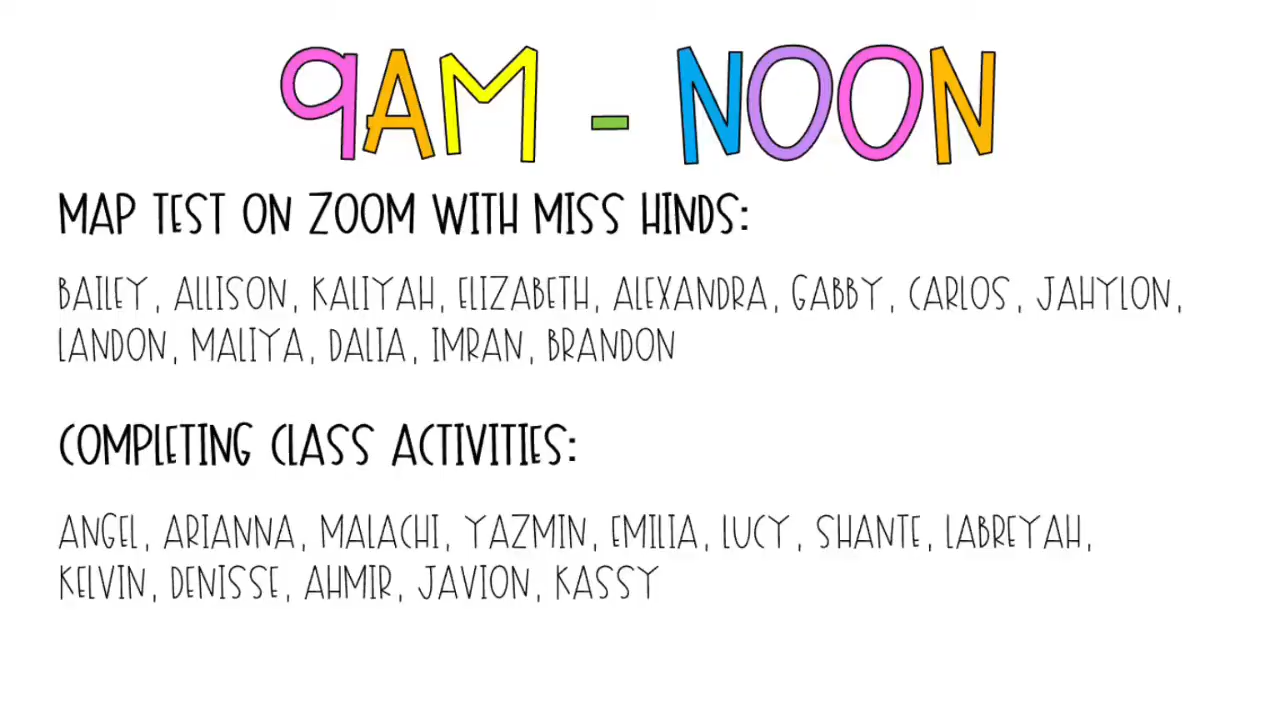 9AM - NOON
MAP TEST ON ZOOM WITH MISS HINDS:
BAILEY, ALLISON, KALIYAH, ELIZABETH, ALEXANDRA, GABBY, CARLOS, JAHYLON,
LANDON, MALIYA, DALIA, IMRAN, BRANDON
COMPLETING CLASS ACTIVITIES:
ANGEL, ARIANNA, MALACHI, YAZMIN, EMILIA, LUCY, SHANTE, LABREYAH,
KELVIN, DENISSE, AHMIR, JAVION, KASSY